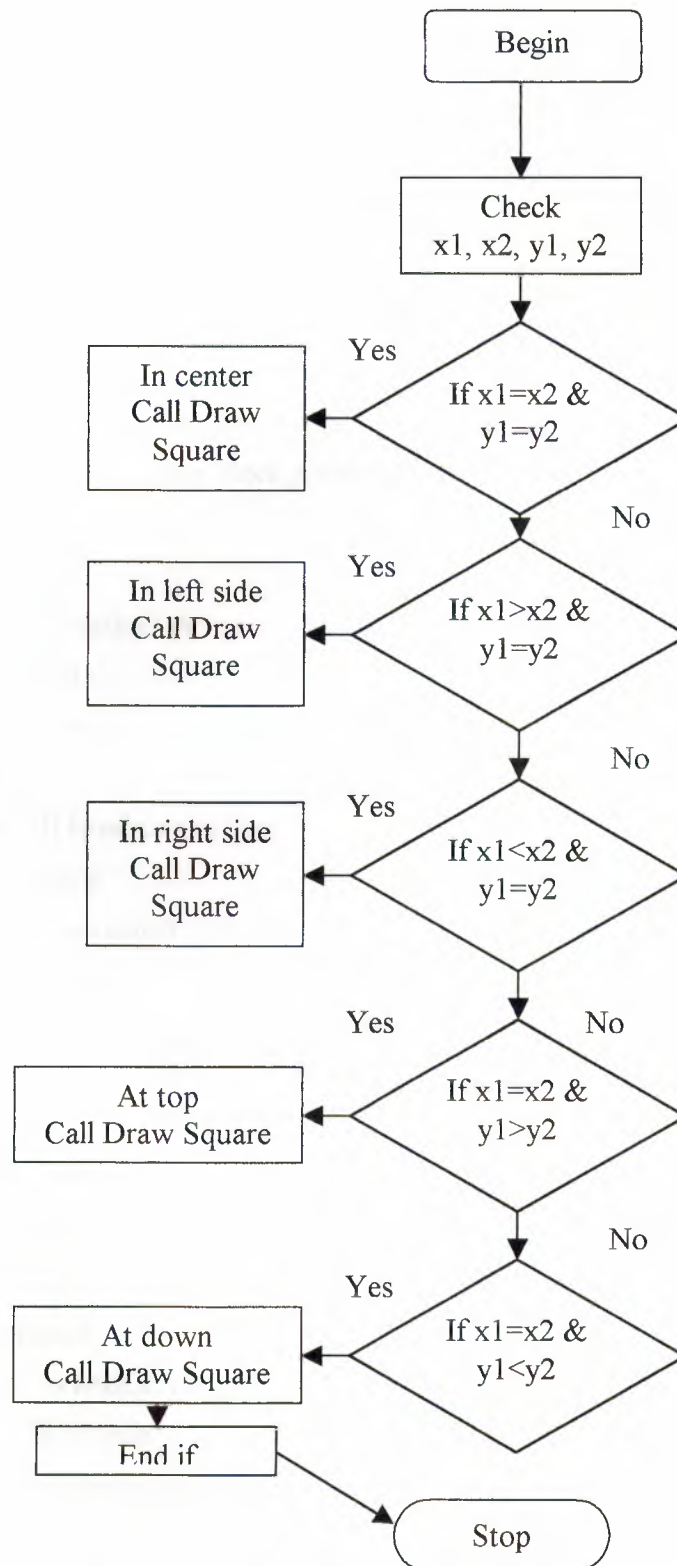 Begin
Check
x1, x2, y1, y2
Yes
In center
Call Draw
Square
If x1=x2 &
y1=y2
No
Yes
In left side
Call Draw
Square
If x1>x2 &
y1=y2
No
Yes
In right side
Call Draw
Square
If x1<x2 &
y1=y2
Yes
No
At top
Call Draw Square
If x1=x2 &
y1>y2
No
Yes
At down
Call Draw Square
If x1=x2 &
y1<y2
End if
Stop